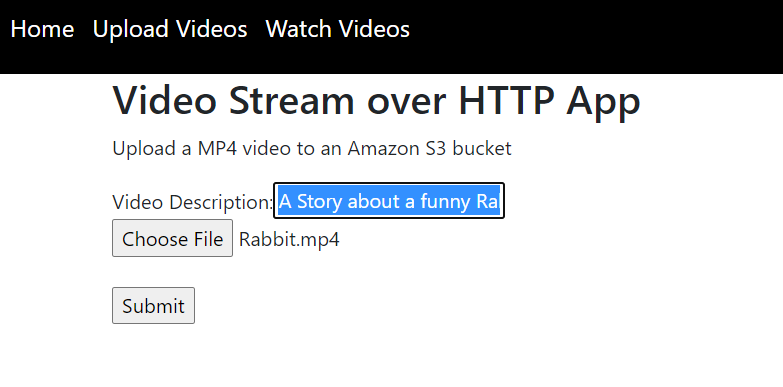 Home Upload Videos Watch Videos
Video Stream over HTTP App
Upload a MP4 video to an Amazon S3 bucket
Video Description: A Story about a funny Ra
Choose File Rabbit.mp4
Submit